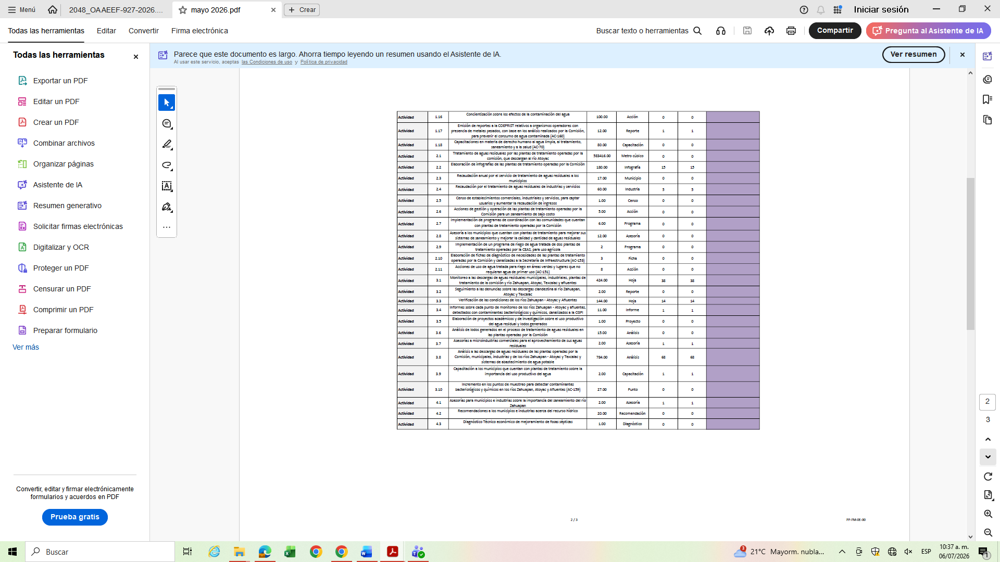 Menú
2048_OAAEEF-927-2026....
mayo 2026.pdf
Crear
Iniciar sesión
Todas las herramientas
Editar
Convertir
Firma electrónica
Buscar texto o herramientas
Compartir
Pregunta al Asistente de IA
Todas las herramientas
Parece que este documento es largo. Ahorra tiempo leyendo un resumen usando el Asistente de IA.
Al usar este servicio, aceptas las Condiciones de uso y Política de privacidad
Ver resumen
Exportar un PDF
Editar un PDF
Crear un PDF
Combinar archivos
Organizar páginas
Asistente de IA
Resumen generativo
Solicitar firmas electrónicas
Digitalizar y OCR
Proteger un PDF
Censurar un PDF
Comprimir un PDF
Preparar formulario
Ver más
Convertir, editar y firmar electrónicamente
formularios y acuerdos en PDF
Prueba gratis
Actividad 1.16 Concientización sobre los efectos de la contaminación del agua 100.00 Acción 0 0
Actividad 1.17 Emisión de reportes a la COEPRIST relativos a organismos operadores con
presencia de metales pesados, con base en los análisis realizados por la Comisión,
para prevenir el consumo de agua contaminada (AC-160) 12.00 Reporte 1 1
Actividad 1.18 Capacitaciones en materia de derecho humano al agua limpia, al tratamiento,
saneamiento y a la salud (AC-70) 80.00 Capacitación 0 0
Actividad 2.1 Tratamiento de aguas residuales por las plantas de tratamiento operadas por la
comisión, que descargan al río Atoyac 583416.00 Metro cúbico 0 0
Actividad 2.2 Elaboración de infografías de las plantas de tratamiento operadas por la Comisión 180.00 Infografía 15 15
Actividad 2.3 Recaudación anual por el servicio de tratamiento de aguas residuales a los
municipios 17.00 Municipio 0 0
Actividad 2.4 Recaudación por el tratamiento de aguas residuales de industrias y servicios 60.00 Industria 5 5
Actividad 2.5 Censo de establecimientos comerciales, industriales y servicios, para captar
usuarios y aumentar la recaudación de ingresos 1.00 Censo 0 0
Actividad 2.6 Acciones de gestión y operación de las plantas de tratamiento operadas por la
Comisión para un saneamiento de bajo costo 5.00 Acción 0 0
Actividad 2.7 Implementación de programas de coordinación con las comunidades que cuentan
con plantas de tratamiento operadas por la Comisión 6.00 Programa 0 0
Actividad 2.8 Asesoría a los municipios que cuentan con plantas de tratamiento para mejorar sus
sistemas de saneamiento y mejorar la calidad y cantidad de aguas residuales 12.00 Asesoría 0 0
Actividad 2.9 Implementación de un programa de riego de agua tratada de dos plantas de
tratamiento operadas por la CEAS, para uso agrícola 2 Programa 0 0
Actividad 2.10 Elaboración de fichas de diagnóstico de necesidades de las plantas de tratamiento
operadas por la Comisión y canalizadas a la Secretaría de Infraestructura (AC-153) 3 Ficha 0 0
Actividad 2.11 Acciones de uso de agua tratada para riego en áreas verdes y lugares que no
requieran agua de primer uso (AC-151) 8 Acción 0 0
Actividad 3.1 Monitoreo a las descargas de aguas residuales municipales, industriales, plantas de
tratamiento de la comisión y río Zahuapan, Atoyac, Texcalac y afluentes 424.00 Hoja 38 38
Actividad 3.2 Seguimiento a las denuncias sobre las descargas clandestina al río Zahuapan,
Atoyac y Texcalac 2.00 Reporte 0 0
Actividad 3.3 Verificación de las condiciones de los ríos Zahuapan - Atoyac y Afluentes 144.00 Hoja 14 14
Actividad 3.4 Informes sobre cada punto de monitoreo de los ríos Zahuapan - Atoyac y afluentes,
detectados con contaminantes bacteriológicos y químicos, canalizados a la CGPI 11.00 Informe 1 1
Actividad 3.5 Elaboración de proyectos académicos y de investigación sobre el uso productivo
del agua residual y lodos generados 1.00 Proyecto 0 0
Actividad 3.6 Análisis de lodos generados en el proceso de tratamiento de aguas residuales en
las plantas operadas por la Comisión 15.00 Análisis 0 0
Actividad 3.7 Asesorías a microindustrias comerciales para el aprovechamiento de sus aguas
residuales 2.00 Asesoría 1 1
Actividad 3.8 Análisis a las descargas de aguas residuales de las plantas operadas por la
Comisión, municipales, industrias y de los ríos Zahuapan - Atoyac y Texcalac y
sistemas de abastecimiento de agua potable 784.00 Análisis 68 68
Actividad 3.9 Capacitación a los municipios que cuentan con plantas de tratamiento sobre la
importancia del uso productivo del agua 2.00 Capacitación 1 1
Actividad 3.10 Incremento en los puntos de muestreo para detectar contaminantes
bacteriológicos y químicos en los ríos Zahuapan, Atoyac y Afluentes (AC-159) 27.00 Punto 0 0
Actividad 4.1 Asesorías para municipios e industrias sobre la importancia del saneamiento del río
Zahuapan 2.00 Asesoría 1 1
Actividad 4.2 Recomendaciones a los municipios e industrias acerca del recurso hídrico 20.00 Recomendación 0 0
Actividad 4.3 Diagnóstico Técnico económico de mejoramiento de fosas sépticas 1.00 Diagnóstico 0 0
2 / 3
PP-FM-0E-00
2
3
Buscar
3
21°C Mayorm. nubla...
ESP
10:37 a. m.
06/07/2026
1